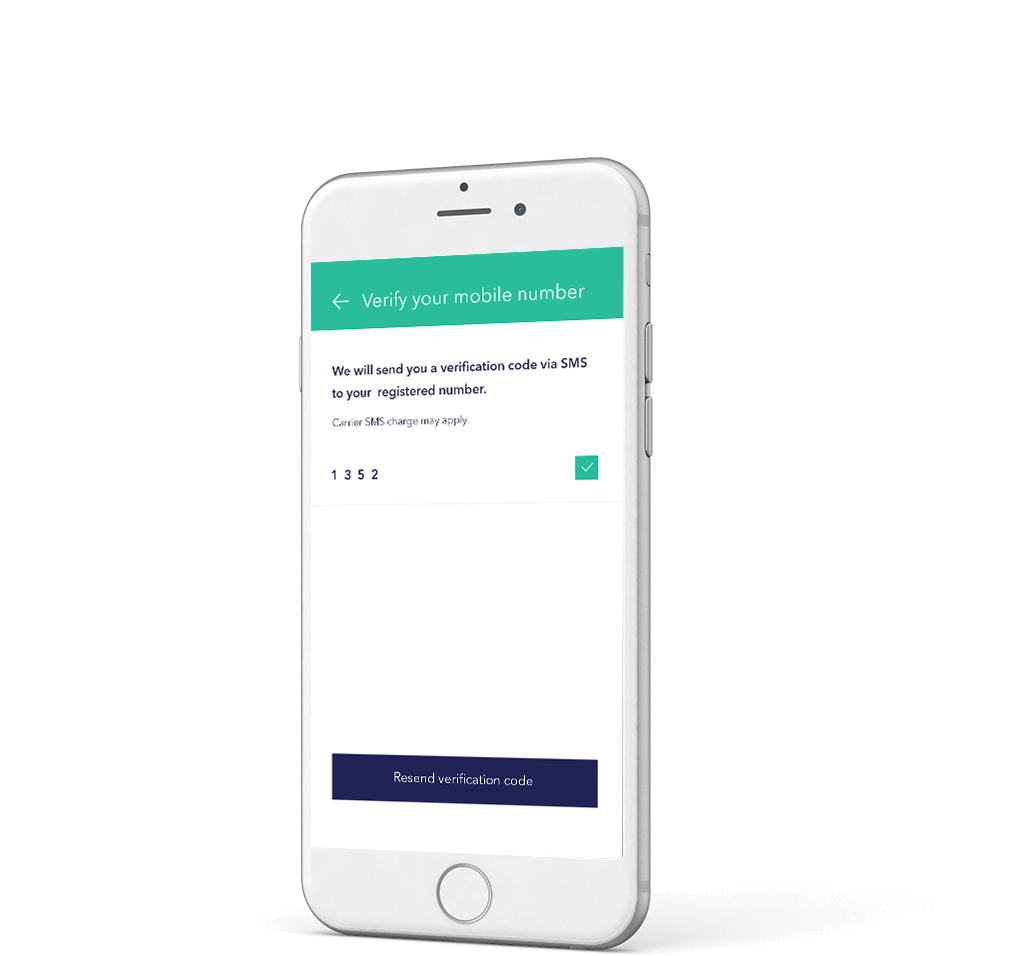 Verify your mobile number
We will send you a verification code via SMS
to your registered number.
Carrier SMS charge may apply.
1 3 5 2
Resend verification code